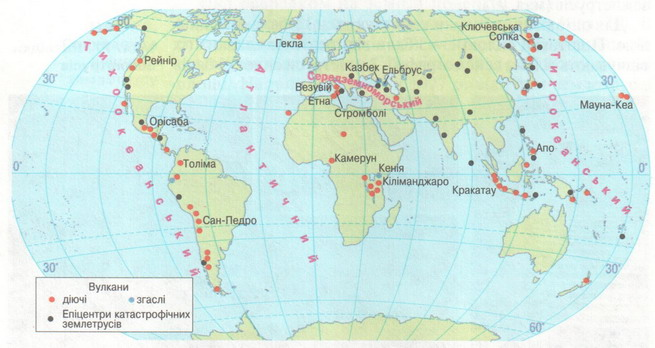 60°
60°
Гекла
Ключевська
Сопка
Рейнір
Казбек
Ельбрус
30°
30°
Тихоокеанський
Атлантичний
Середземноморський
Тихоокеанський
Везувій
Етна
Стромболі
Мауна-Кеа
Орісаба
Апо
Толіма
Камерун
Кенія
Кіліманджаро
0°
0°
Кракатау
Сан-Педро
Вулкани
діючі
згаслі
Епіцентри катастрофічних
землетрусів
30°
30°
60°